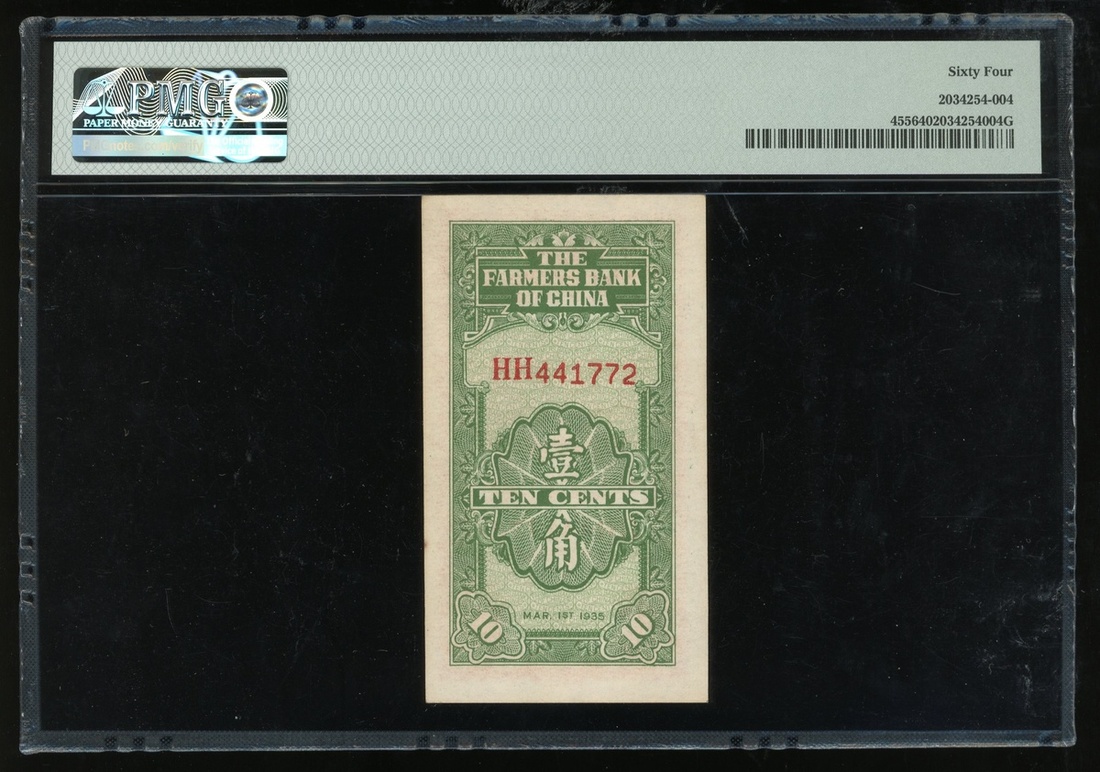 PMG
PAPER MONEY GUARANTY
Sixty Four
2034254-004
4556402034254004G
THE
FARMERS BANK
OF CHINA
HH441772
壹
TEN CENTS
角
MAR. 1ST 1935
10 10